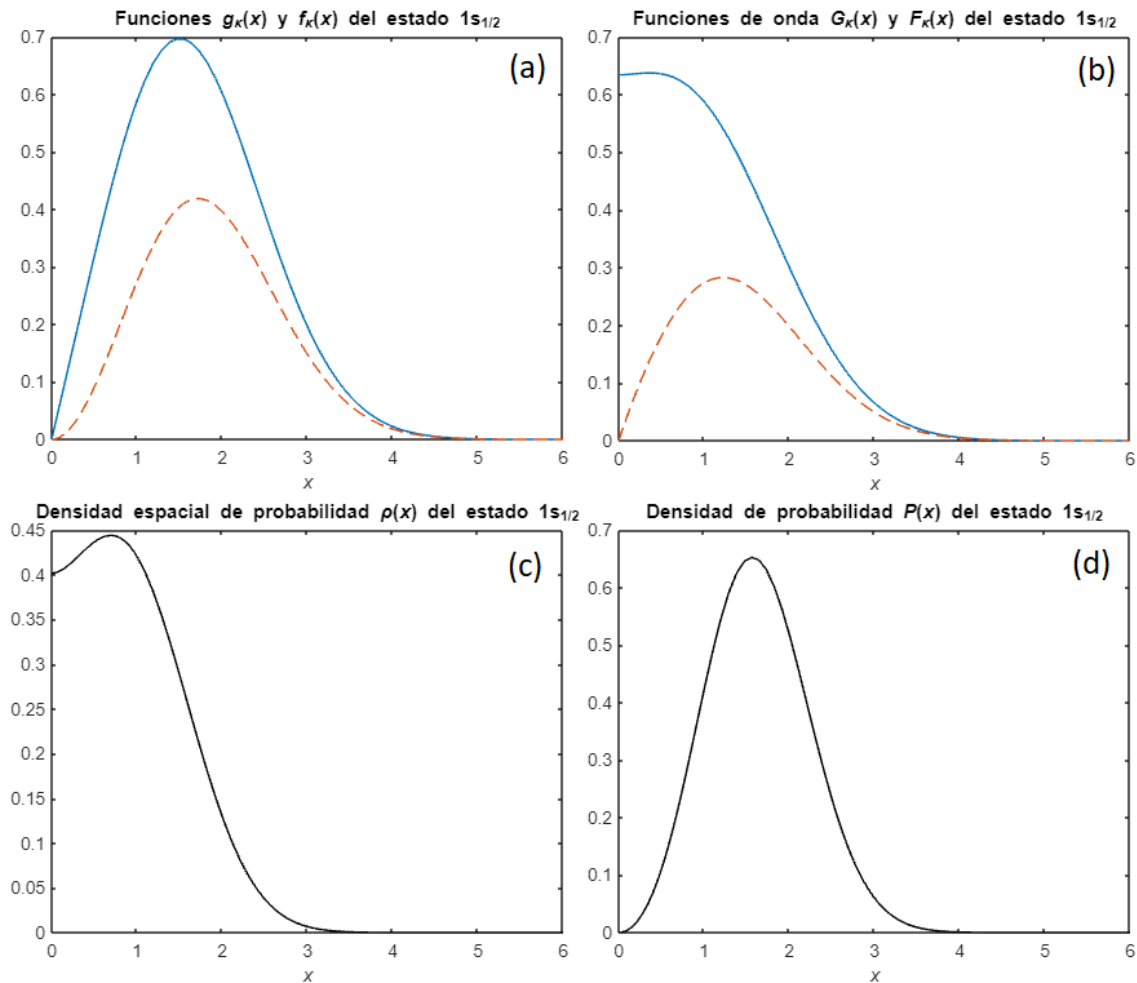 Funciones gκ(x) y fκ(x) del estado 1s1/2
(a)
0.7
0.6
0.5
0.4
0.3
0.2
0.1
0
0 1 2 3 4 5 6
x
Funciones de onda Gκ(x) y Fκ(x) del estado 1s1/2
(b)
0.7
0.6
0.5
0.4
0.3
0.2
0.1
0
0 1 2 3 4 5 6
x
Densidad espacial de probabilidad ρ(x) del estado 1s1/2
(c)
0.45
0.4
0.35
0.3
0.25
0.2
0.15
0.1
0.05
0
0 1 2 3 4 5 6
x
Densidad de probabilidad P(x) del estado 1s1/2
(d)
0.7
0.6
0.5
0.4
0.3
0.2
0.1
0
0 1 2 3 4 5 6
x